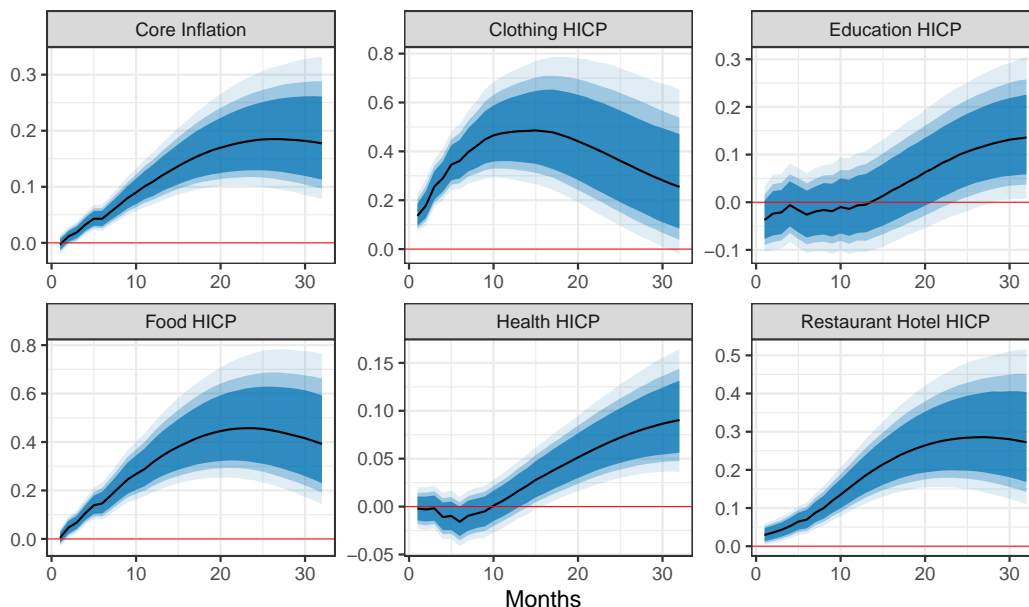 Core Inflation
Clothing HICP
Education HICP
0.3
0.2
0.1
0.0
0 10 20 30
0.8
0.6
0.4
0.2
0.0
0 10 20 30
0.3
0.2
0.1
0.0
−0.1
0 10 20 30
Food HICP
Health HICP
Restaurant Hotel HICP
0.8
0.6
0.4
0.2
0.0
0 10 20 30
0.15
0.10
0.05
0.00
−0.05
0 10 20 30
0.5
0.4
0.3
0.2
0.1
0.0
0 10 20 30
Months